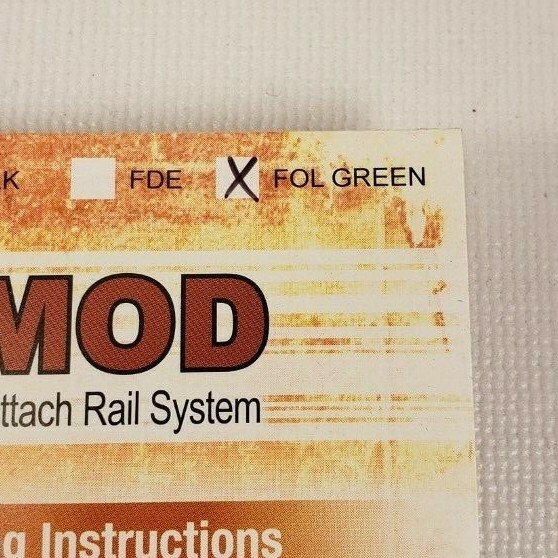 K FDE X FOL GREEN
MOD
ttach Rail System
g Instructions